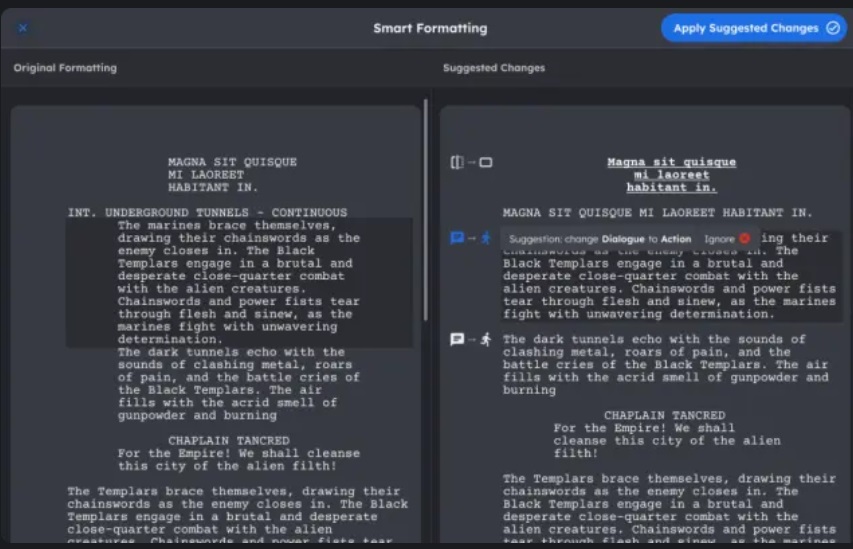 Smart Formatting
Apply Suggested Changes
Original Formatting
Suggested Changes
MAGNA SIT QUISQUE
MI LAOREET
HABITANT IN.
INT. UNDERGROUND TUNNELS - CONTINUOUS
The marines brace themselves,
drawing their chainswords as the
enemy closes in. The Black
Templars engage in a brutal and
desperate close-quarter combat
with the alien creatures.
Chainswords and power fists tear
through flesh and sinew, as the
marines fight with unwavering
determination.
The dark tunnels echo with the
sounds of clashing metal, roars
of pain, and the battle cries of
the Black Templars. The air
fills with the acrid smell of
gunpowder and burning
CHAPLAIN TANCRED
For the Empire! We shall cleanse
this city of the alien filth!
The Templars brace themselves, drawing their
chainswords as the enemy closes in. The Black
Templars engage in a brutal and desperate
close-quarter combat with the alien
creatures. Chainswords and power fists tear
Magna sit quisque
mi laoreet
habitant in.
MAGNA SIT QUISQUE MI LAOREET HABITANT IN.
Suggestion: change Dialogue to Action Ignore
ing their
chainswords as the enemy closes in. The
Black Templars engage in a brutal and
desperate close-quarter combat with the
alien creatures. Chainswords and power fists
tear through flesh and sinew, as the marines
fight with unwavering determination.
The dark tunnels echo with the sounds of
clashing metal, roars of pain, and the
battle cries of the Black Templars. The air
fills with the acrid smell of gunpowder and
burning
CHAPLAIN TANCRED
For the Empire! We shall
cleanse this city of the alien
filth!
The Templars brace themselves, drawing their
chainswords as the enemy closes in. The
Black Templars engage in a brutal and
desperate close-quarter combat with the
alien creatures. Chainswords and power fists
tear through flesh and sinew, as the marines